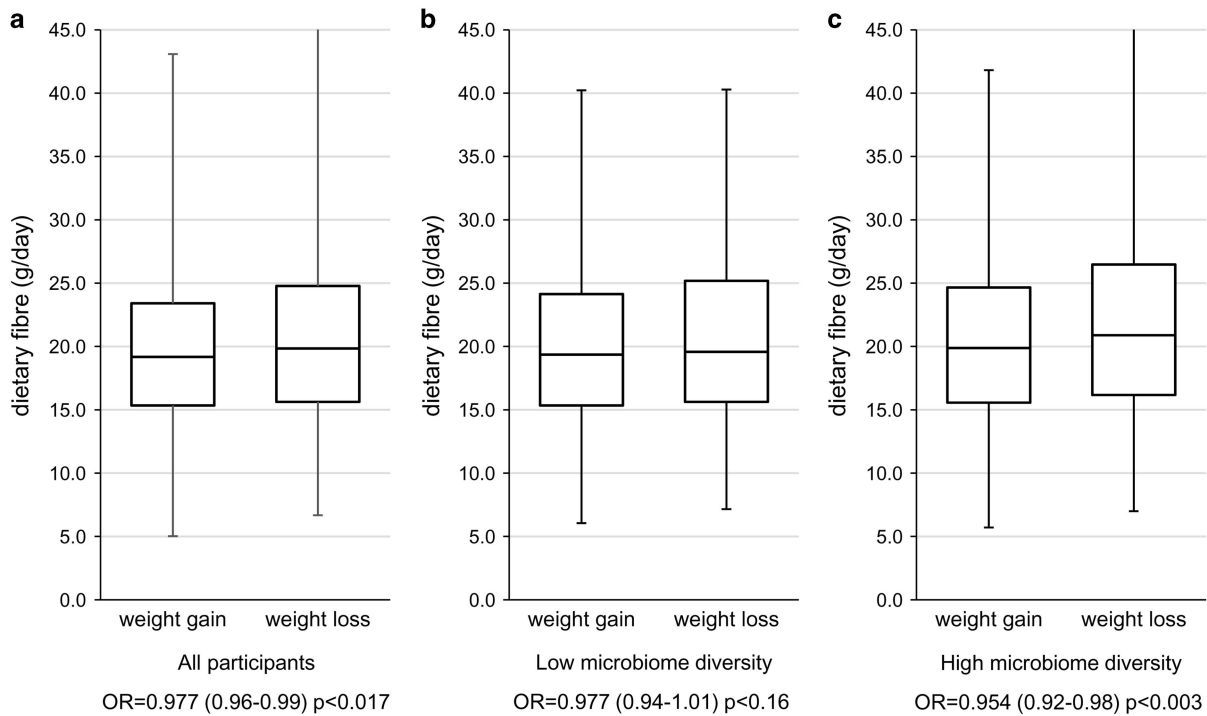 a
45.0
40.0
35.0
30.0
25.0
20.0
15.0
10.0
5.0
0.0
dietary fibre (g/day)
weight gain weight loss
All participants
OR=0.977 (0.96-0.99) p<0.017
b
45.0
40.0
35.0
30.0
25.0
20.0
15.0
10.0
5.0
0.0
dietary fibre (g/day)
weight gain weight loss
Low microbiome diversity
OR=0.977 (0.94-1.01) p<0.16
c
45.0
40.0
35.0
30.0
25.0
20.0
15.0
10.0
5.0
0.0
dietary fibre (g/day)
weight gain weight loss
High microbiome diversity
OR=0.954 (0.92-0.98) p<0.003